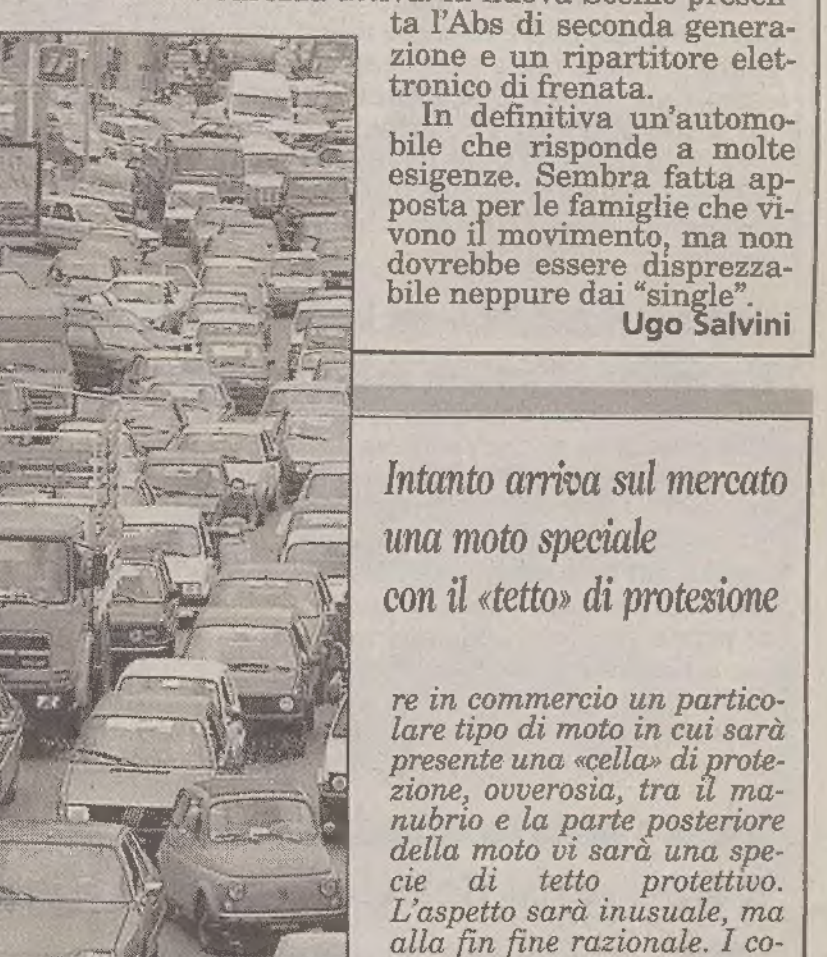 ta l'Abs di seconda genera-
zione e un ripartitore elet-
tronico di frenata.
In definitiva un'automo-
bile che risponde a molte
esigenze. Sembra fatta ap-
posta per le famiglie che vi-
vono il movimento, ma non
dovrebbe essere disprezza-
bile neppure dai “single”.
Ugo Salvini
Intanto arriva sul mercato
una moto speciale
con il «tetto» di protezione
re in commercio un partico-
lare tipo di moto in cui sarà
presente una «cella» di prote-
zione, ovverosia, tra il ma-
nubrio e la parte posteriore
della moto vi sarà una spe-
cie di tetto protettivo.
L'aspetto sarà inusuale, ma
alla fin fine razionale. I co-